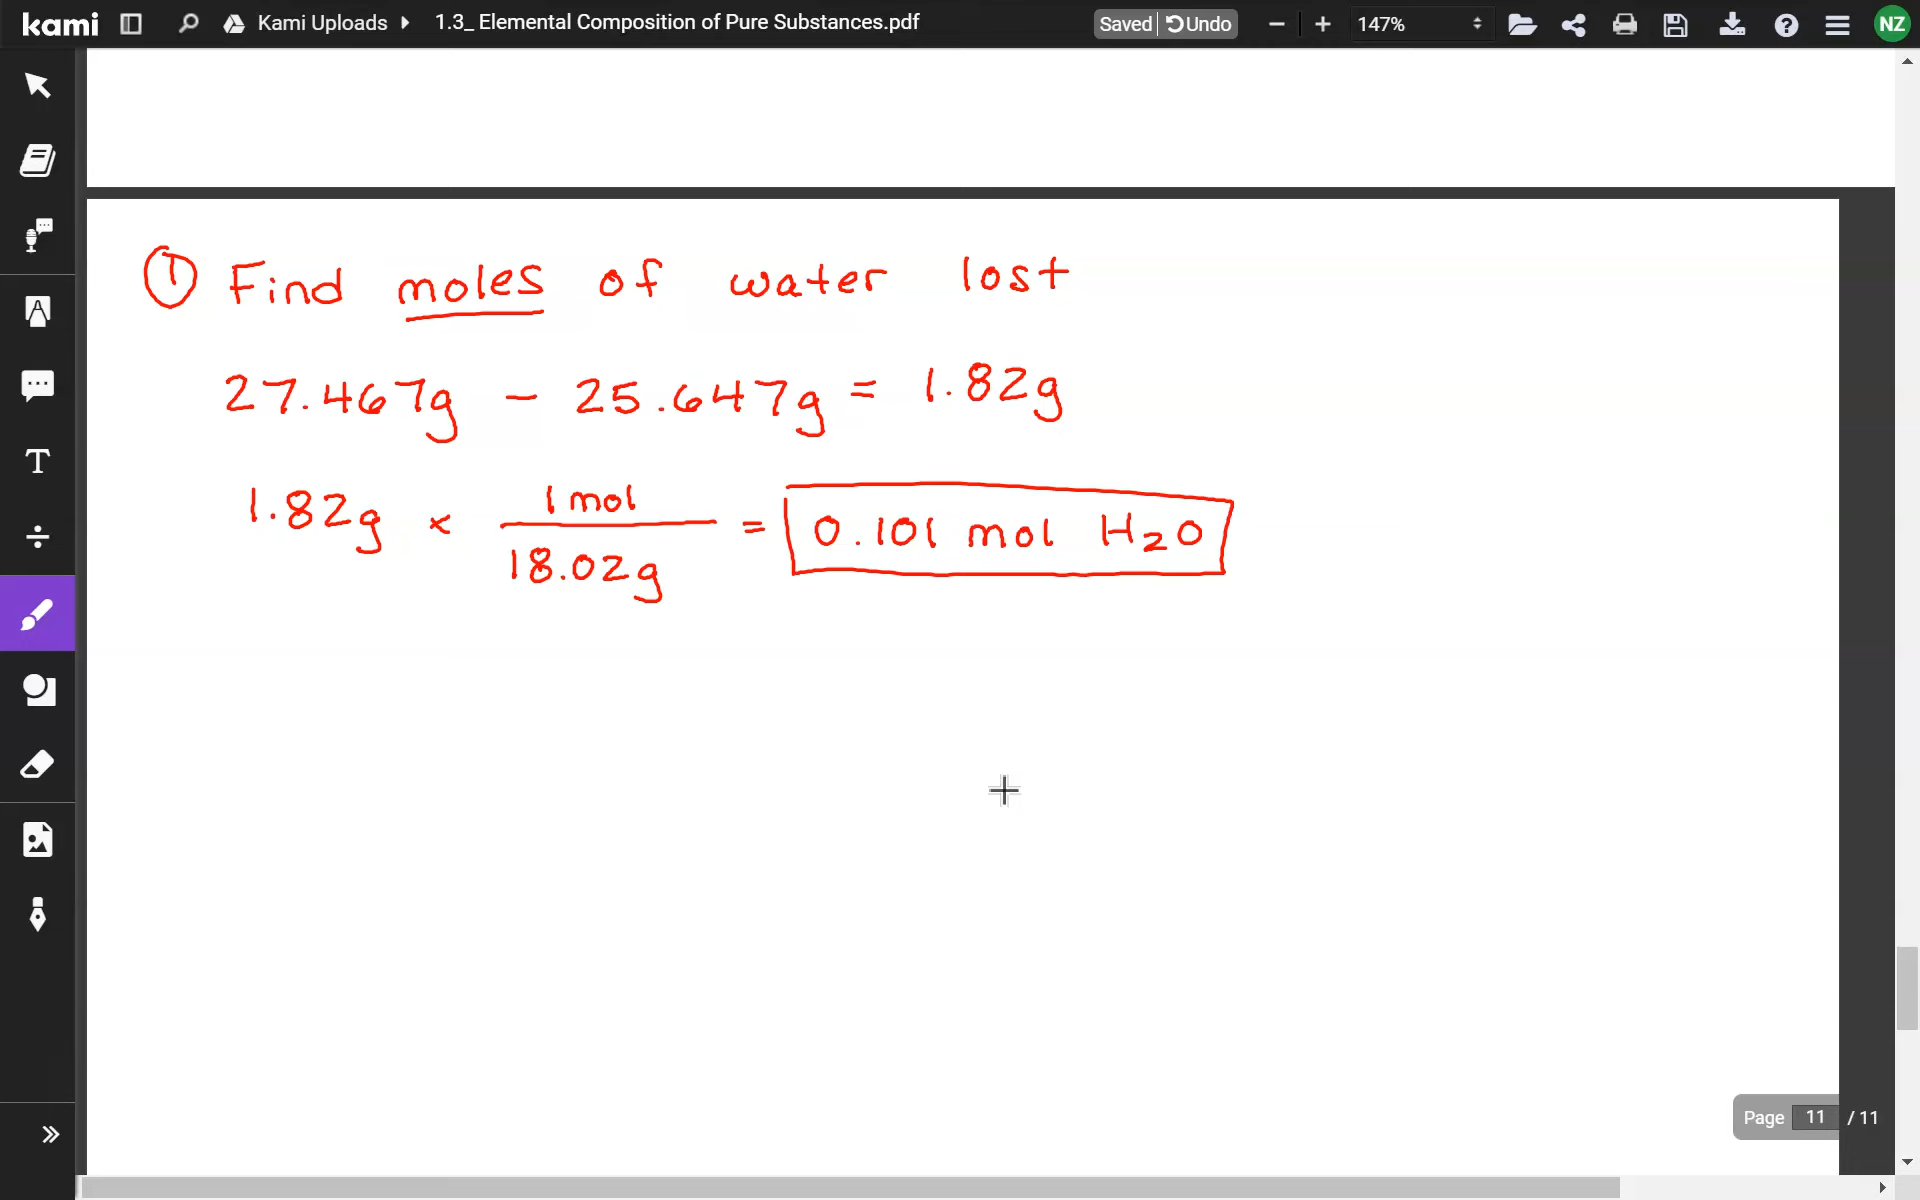 kami Kami Uploads 1.3_ Elemental Composition of Pure Substances.pdf Saved Undo 147% NZ
① Find moles of water lost
27.467g - 25.647g = 1.82g
1.82g × 1 mol / 18.02g = 0.101 mol H₂O
Page 11 / 11